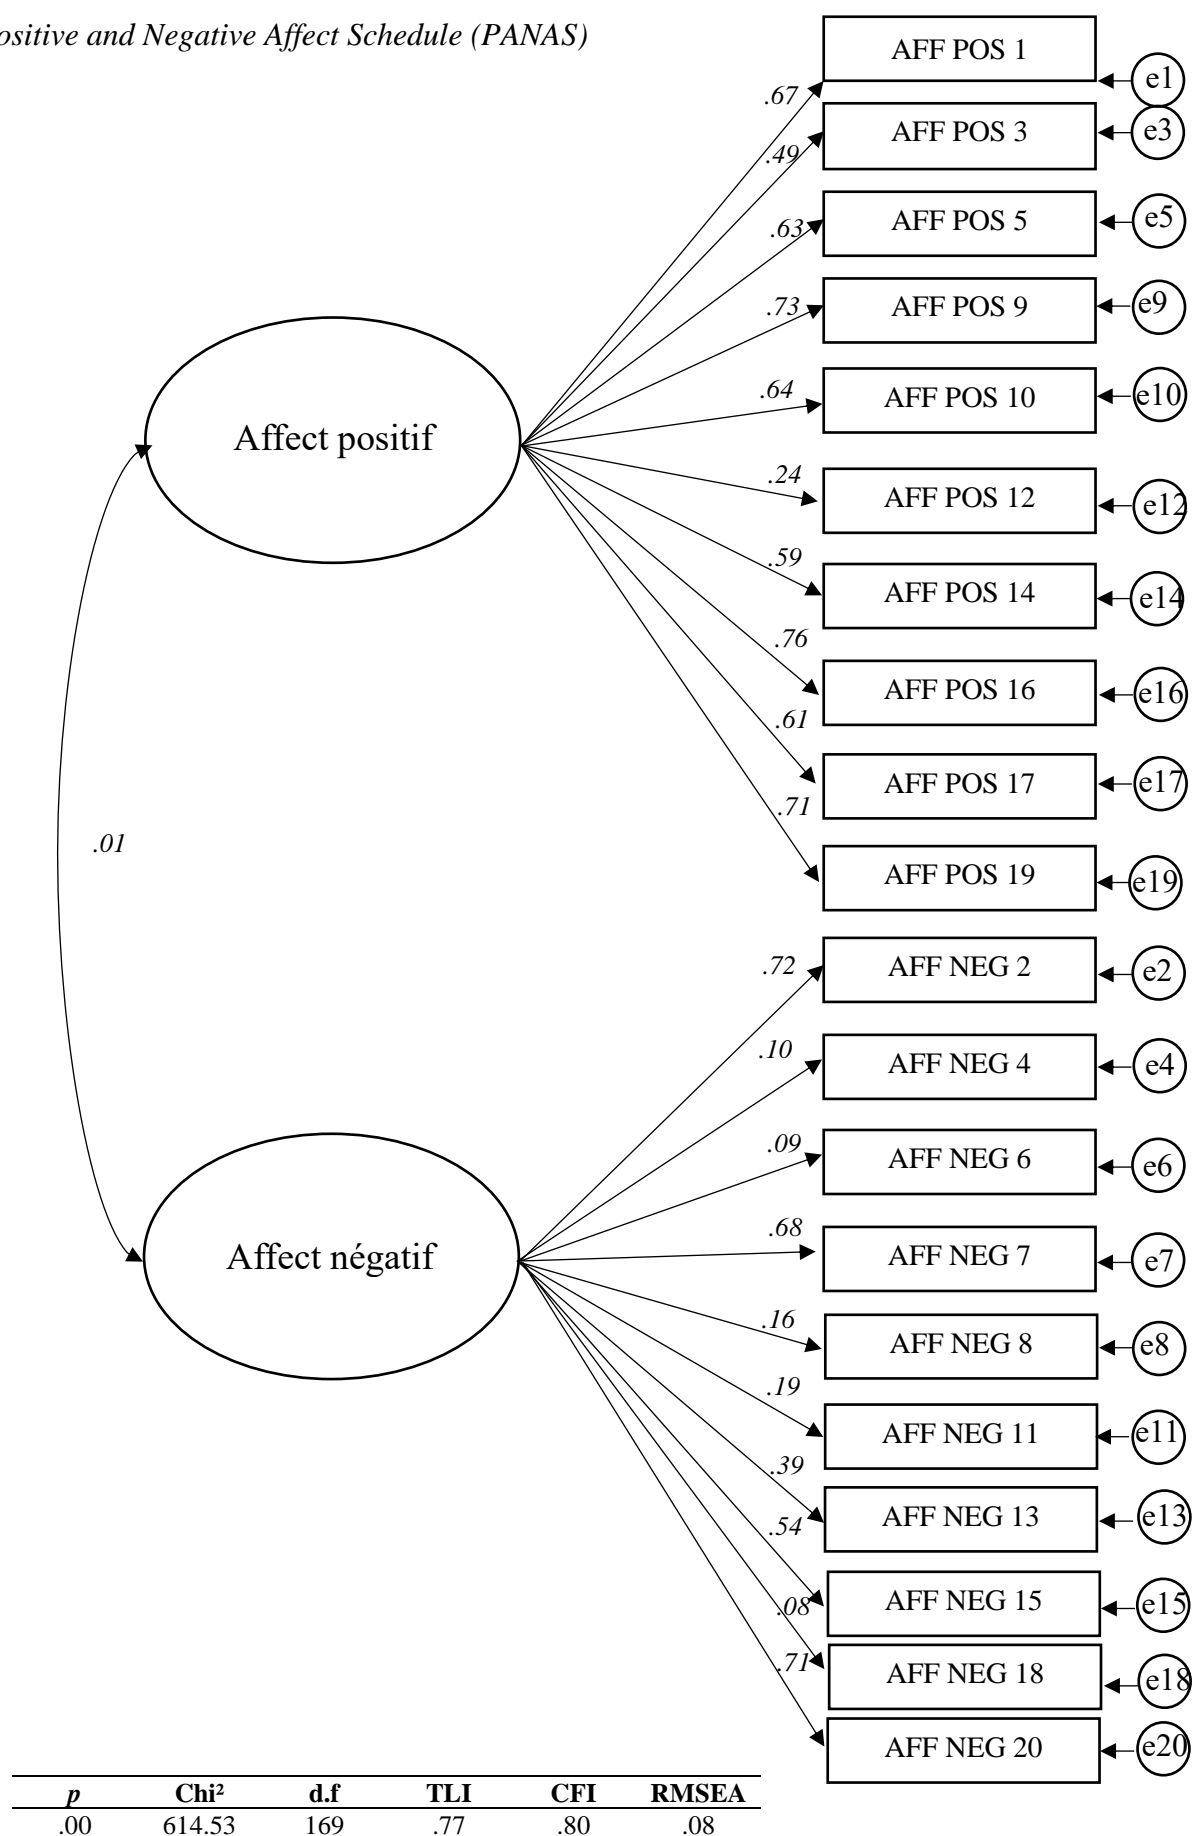 ositive and Negative Affect Schedule (PANAS)
AFF POS 1
e1
.67
AFF POS 3
e3
.49
AFF POS 5
e5
.63
AFF POS 9
e9
.73
AFF POS 10
e10
.64
Affect positif
AFF POS 12
e12
.24
AFF POS 14
e14
.59
AFF POS 16
e16
.76
AFF POS 17
e17
.61
AFF POS 19
e19
.71
.01
AFF NEG 2
e2
.72
AFF NEG 4
e4
.10
AFF NEG 6
e6
.09
AFF NEG 7
e7
.68
Affect négatif
AFF NEG 8
e8
.16
AFF NEG 11
e11
.19
AFF NEG 13
e13
.39
AFF NEG 15
e15
.54
AFF NEG 18
e18
.08
AFF NEG 20
e20
.71
p Chi² d.f TLI CFI RMSEA
.00 614.53 169 .77 .80 .08